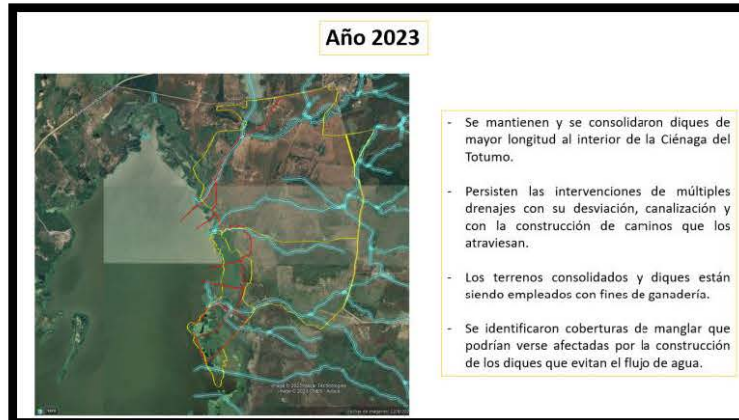 Año 2023
- Se mantienen y se consolidaron diques de
mayor longitud al interior de la Ciénaga del
Totumo.
- Persisten las intervenciones de múltiples
drenajes con su desviación, canalización y
con la construcción de caminos que los
atraviesan.
- Los terrenos consolidados y diques están
siendo empleados con fines de ganadería.
- Se identificaron coberturas de manglar que
podrían verse afectadas por la construcción
de los diques que evitan el flujo de agua.